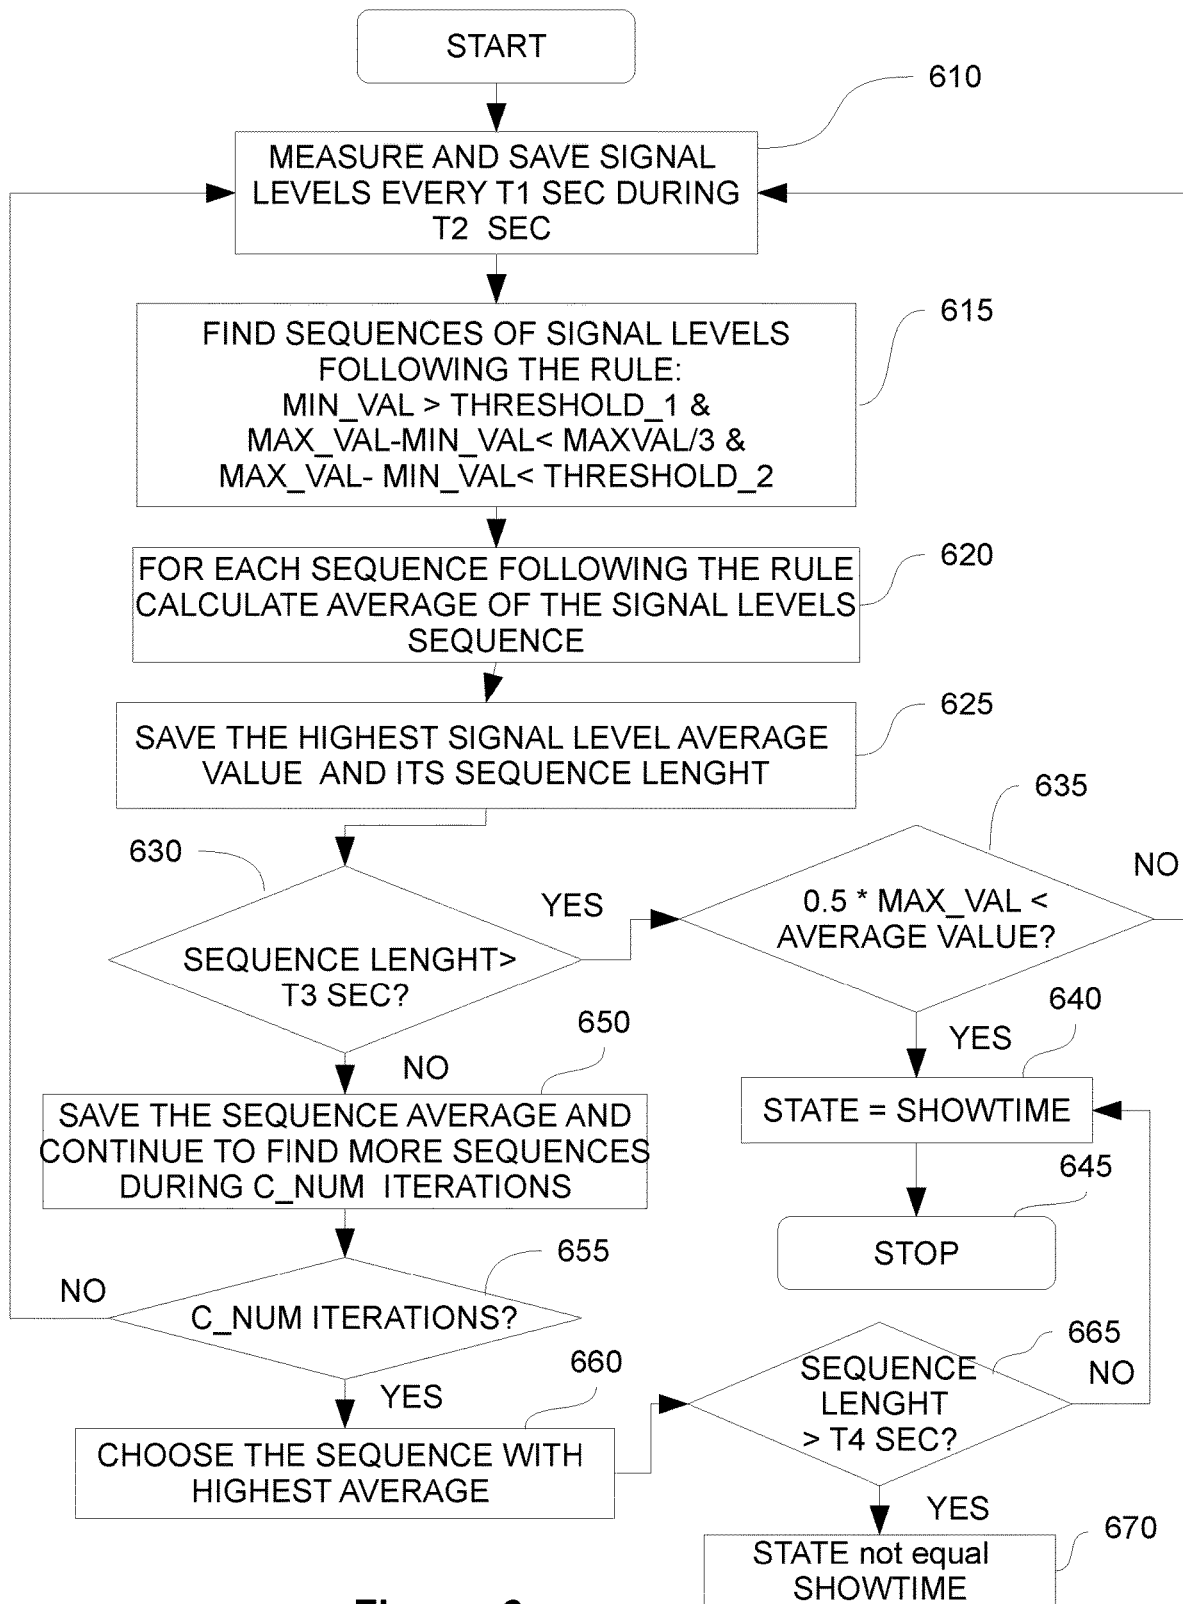 START
610
MEASURE AND SAVE SIGNAL
LEVELS EVERY T1 SEC DURING
T2 SEC
615
FIND SEQUENCES OF SIGNAL LEVELS
FOLLOWING THE RULE:
MIN_VAL > THRESHOLD_1 &
MAX_VAL-MIN_VAL< MAXVAL/3 &
MAX_VAL- MIN_VAL< THRESHOLD_2
620
FOR EACH SEQUENCE FOLLOWING THE RULE
CALCULATE AVERAGE OF THE SIGNAL LEVELS
SEQUENCE
625
SAVE THE HIGHEST SIGNAL LEVEL AVERAGE
VALUE AND ITS SEQUENCE LENGHT
630
SEQUENCE LENGHT>
T3 SEC?
YES
635
0.5 * MAX_VAL <
AVERAGE VALUE?
NO
YES
640
STATE = SHOWTIME
645
STOP
NO
650
SAVE THE SEQUENCE AVERAGE AND
CONTINUE TO FIND MORE SEQUENCES
DURING C_NUM ITERATIONS
655
C_NUM ITERATIONS?
NO
YES
660
CHOOSE THE SEQUENCE WITH
HIGHEST AVERAGE
665
SEQUENCE
LENGHT
> T4 SEC?
NO
YES
670
STATE not equal
SHOWTIME